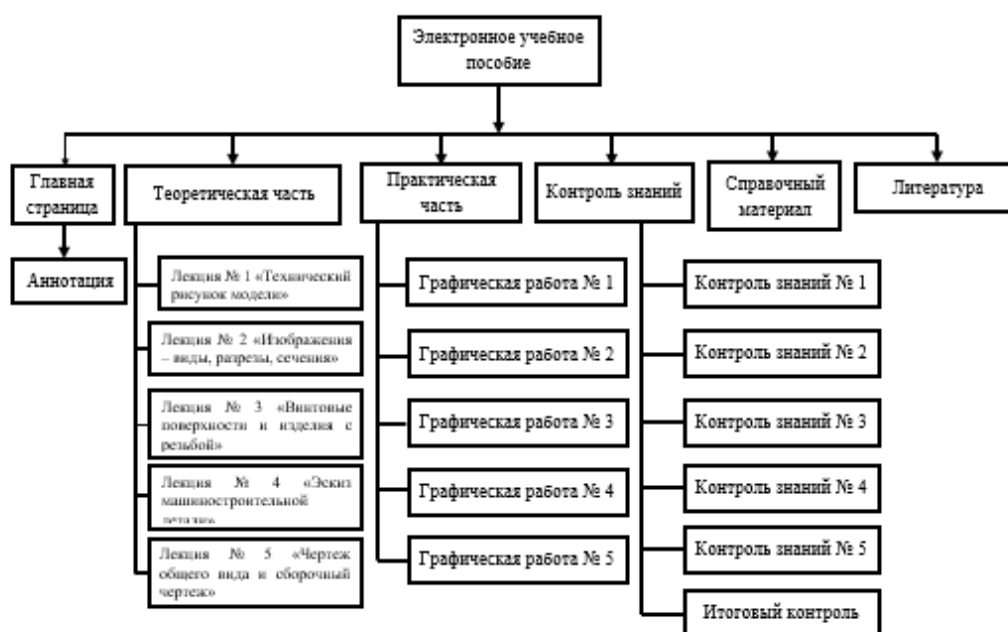 Электронное учебное
пособие
Главная
страница
Теоретическая часть
Практическая
часть
Контроль знаний
Справочный
материал
Литература
Аннотация
Лекция № 1 «Технический
рисунок модели»
Лекция № 2 «Изображения
– виды, разрезы, сечения»
Лекция № 3 «Винтовые
поверхности и изделия с
резьбой»
Лекция № 4 «Эскиз
машиностроительной
детали»
Лекция № 5 «Чертеж
общего вида и сборочный
чертеж»
Графическая работа № 1
Графическая работа № 2
Графическая работа № 3
Графическая работа № 4
Графическая работа № 5
Контроль знаний № 1
Контроль знаний № 2
Контроль знаний № 3
Контроль знаний № 4
Контроль знаний № 5
Итоговый контроль